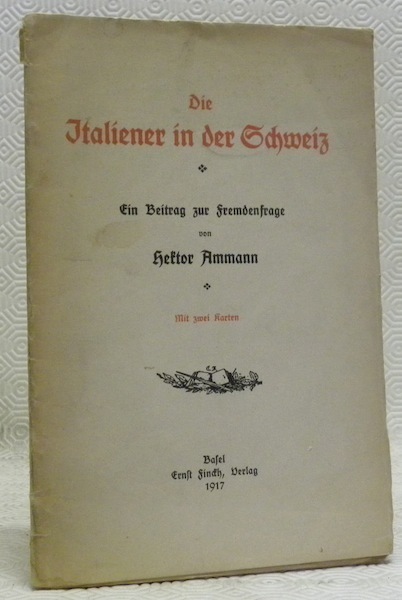 Die
Italiener in der Schweiz
Ein Beitrag zur Fremdenfrage
von
Hektor Ammann
Mit zwei Karten
Basel
Ernst Finckh, Verlag
1917